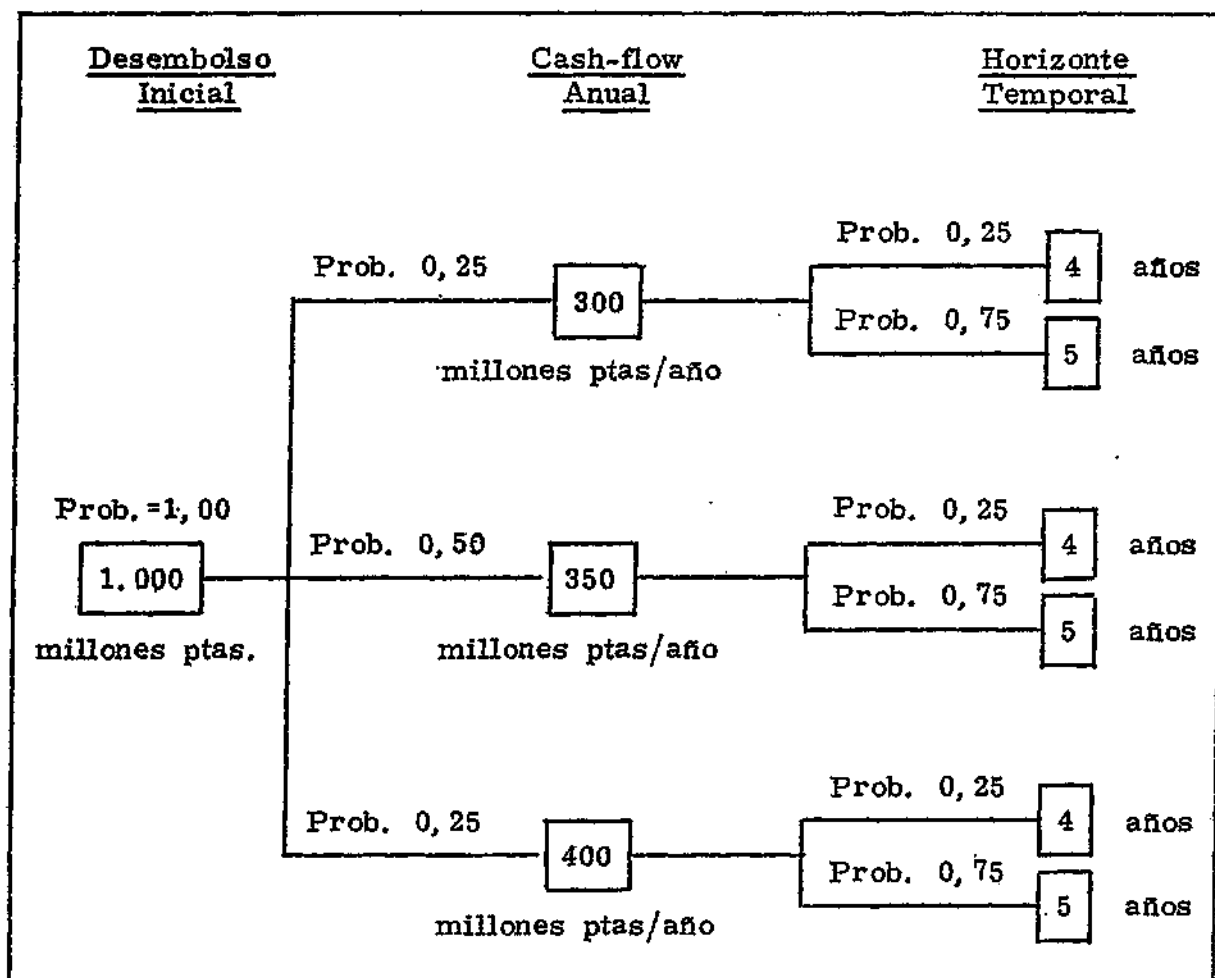 Desembolso Inicial
Cash-flow Anual
Horizonte Temporal
Prob. 0,25
4 años
Prob. 0,25
300
millones ptas/año
Prob. 0,75
5 años
Prob.=1,00
1.000
millones ptas.
Prob. 0,50
350
millones ptas/año
Prob. 0,25
4 años
Prob. 0,75
5 años
Prob. 0,25
400
millones ptas/año
Prob. 0,25
4 años
Prob. 0,75
5 años